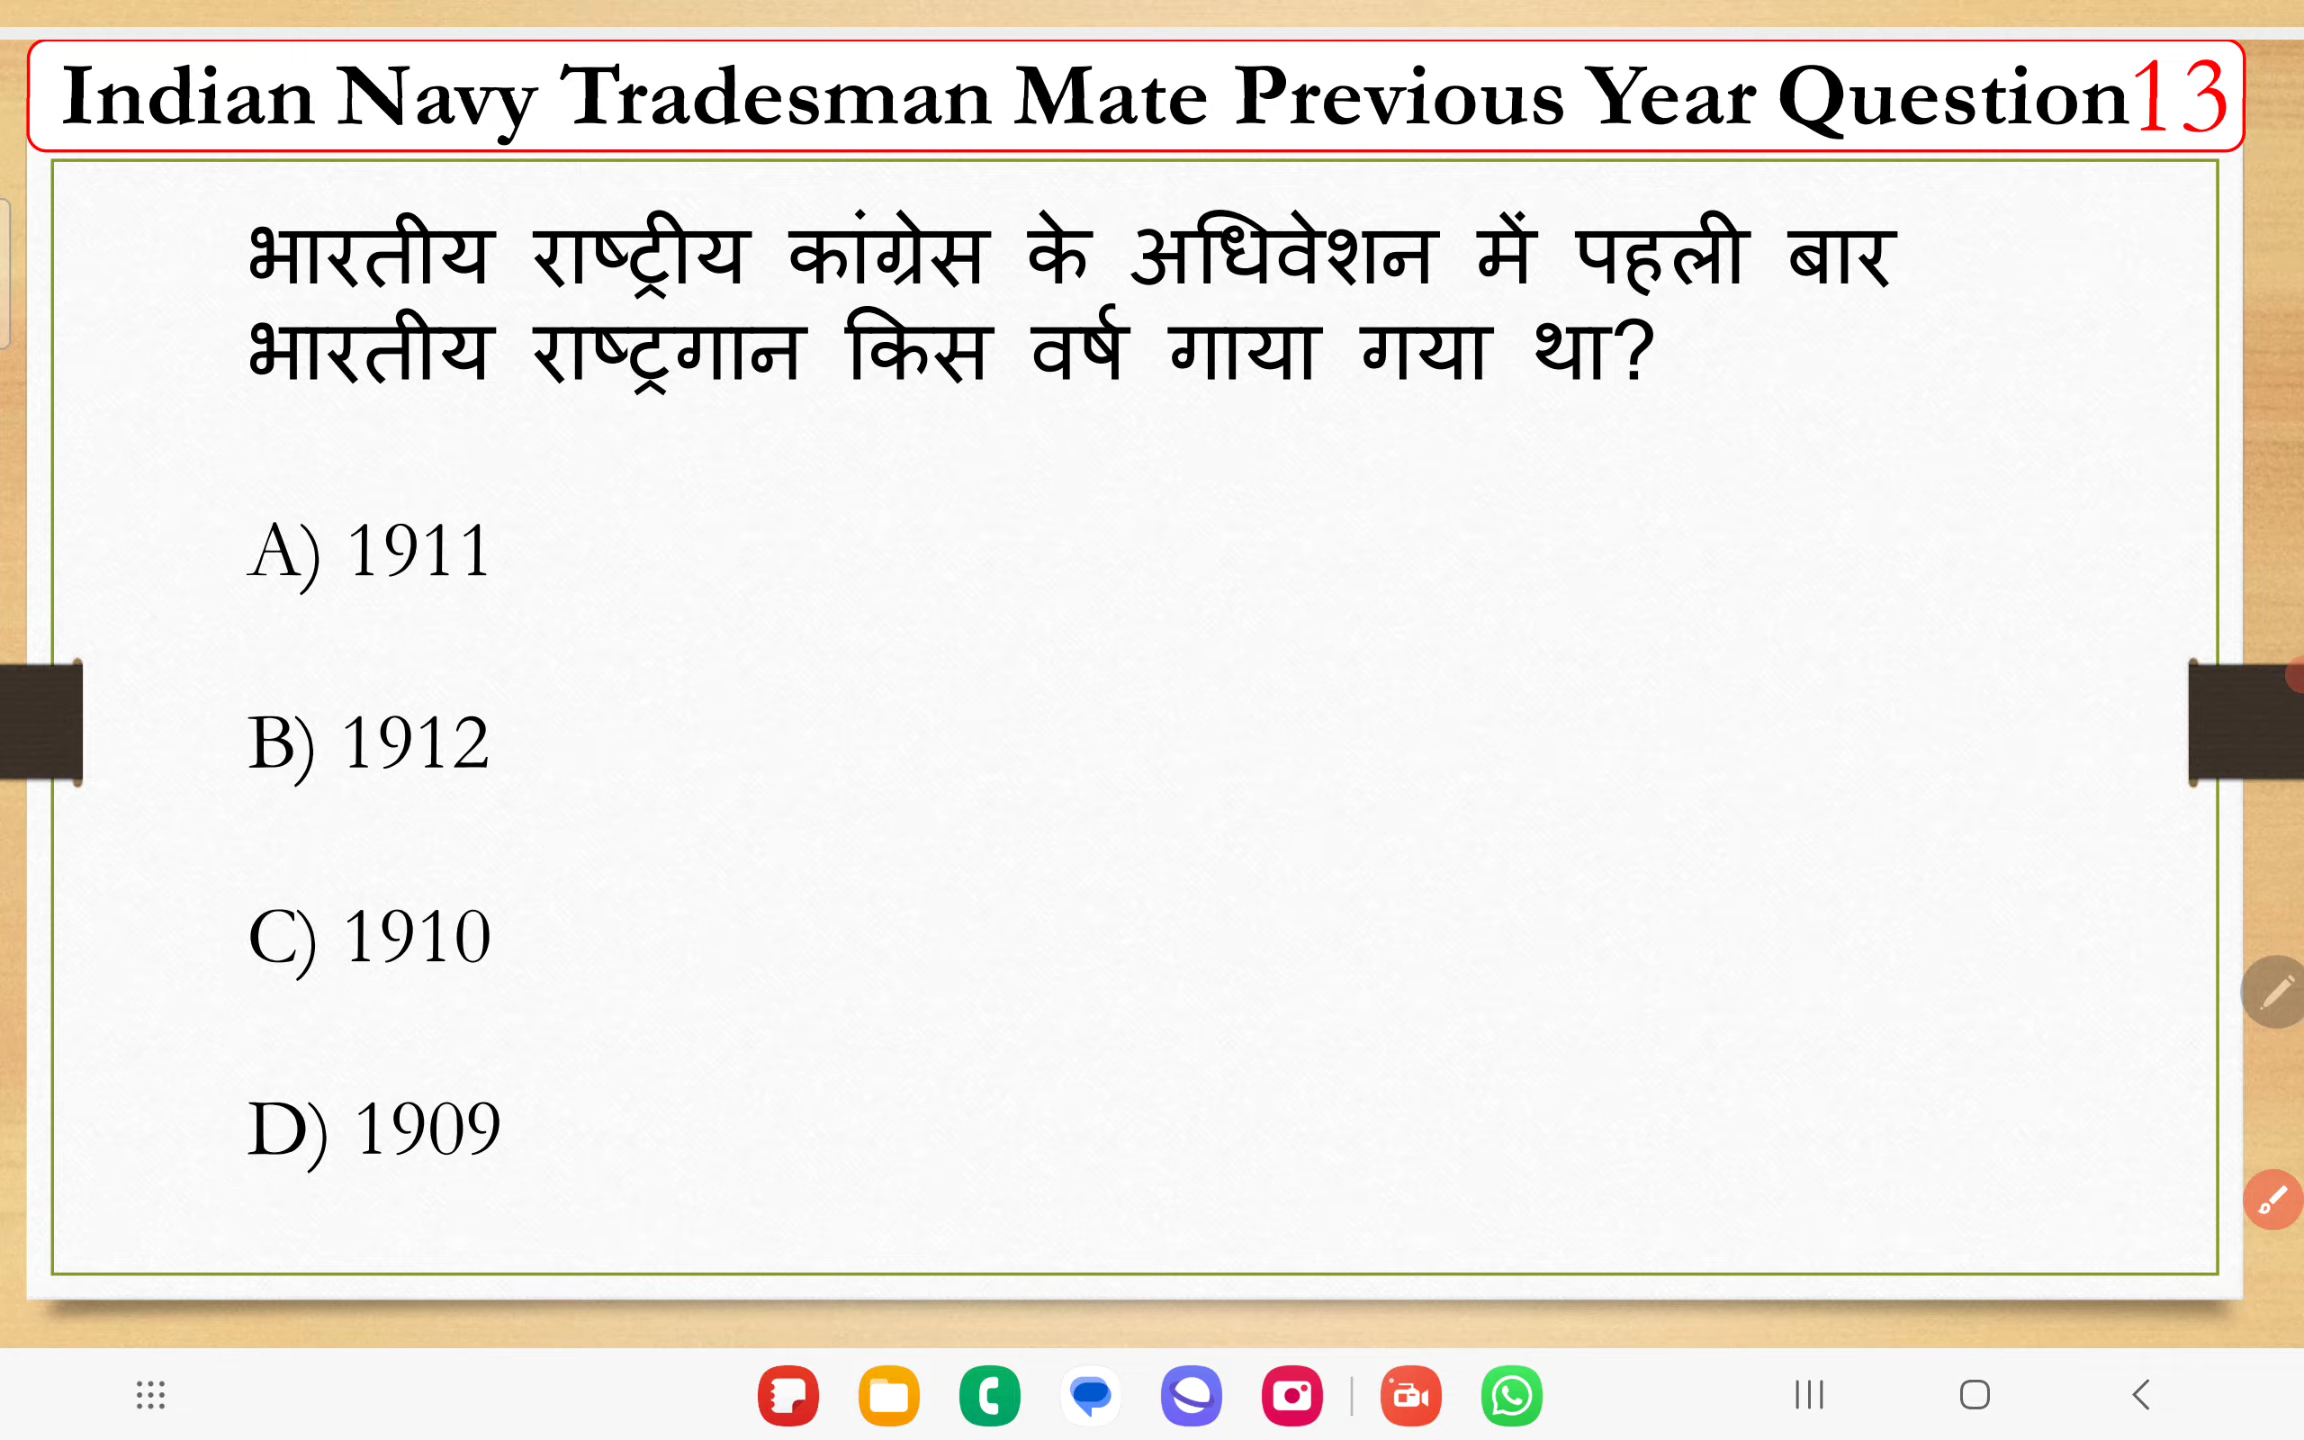 Indian Navy Tradesman Mate Previous Year Question13
भारतीय राष्ट्रीय कांग्रेस के अधिवेशन में पहली बार
भारतीय राष्ट्रगान किस वर्ष गाया गया था?
A) 1911
B) 1912
C) 1910
D) 1909